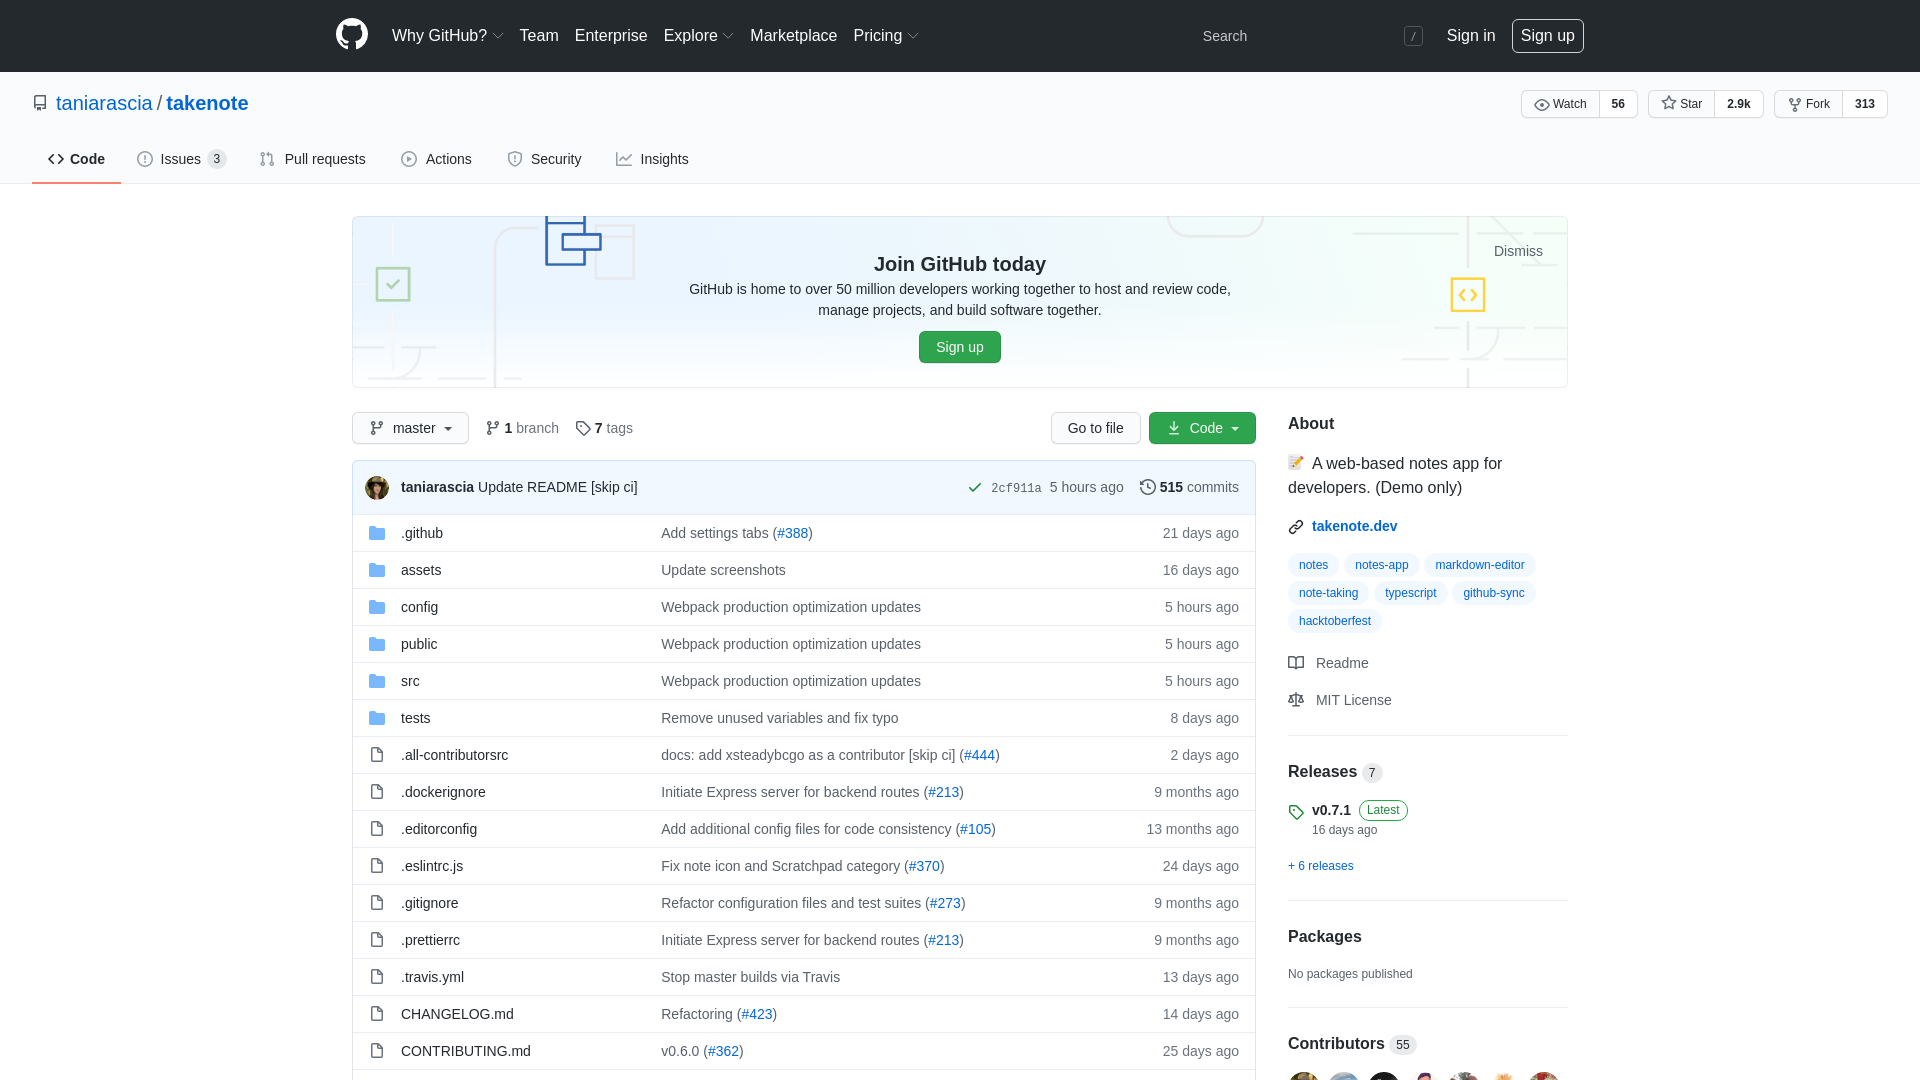 Why GitHub? Team Enterprise Explore Marketplace Pricing Search / Sign in Sign up
taniarascia / takenote Watch 56 Star 2.9k Fork 313
Code Issues 3 Pull requests Actions Security Insights
Dismiss
Join GitHub today
GitHub is home to over 50 million developers working together to host and review code,
manage projects, and build software together.
Sign up
master 1 branch 7 tags Go to file Code
taniarascia Update README [skip ci] 2cf911a 5 hours ago 515 commits
.github Add settings tabs (#388) 21 days ago
assets Update screenshots 16 days ago
config Webpack production optimization updates 5 hours ago
public Webpack production optimization updates 5 hours ago
src Webpack production optimization updates 5 hours ago
tests Remove unused variables and fix typo 8 days ago
.all-contributorsrc docs: add xsteadybcgo as a contributor [skip ci] (#444) 2 days ago
.dockerignore Initiate Express server for backend routes (#213) 9 months ago
.editorconfig Add additional config files for code consistency (#105) 13 months ago
.eslintrc.js Fix note icon and Scratchpad category (#370) 24 days ago
.gitignore Refactor configuration files and test suites (#273) 9 months ago
.prettierrc Initiate Express server for backend routes (#213) 9 months ago
.travis.yml Stop master builds via Travis 13 days ago
CHANGELOG.md Refactoring (#423) 14 days ago
CONTRIBUTING.md v0.6.0 (#362) 25 days ago
About
A web-based notes app for
developers. (Demo only)
takenote.dev
notes notes-app markdown-editor
note-taking typescript github-sync
hacktoberfest
Readme
MIT License
Releases 7
v0.7.1 Latest
16 days ago
+ 6 releases
Packages
No packages published
Contributors 55